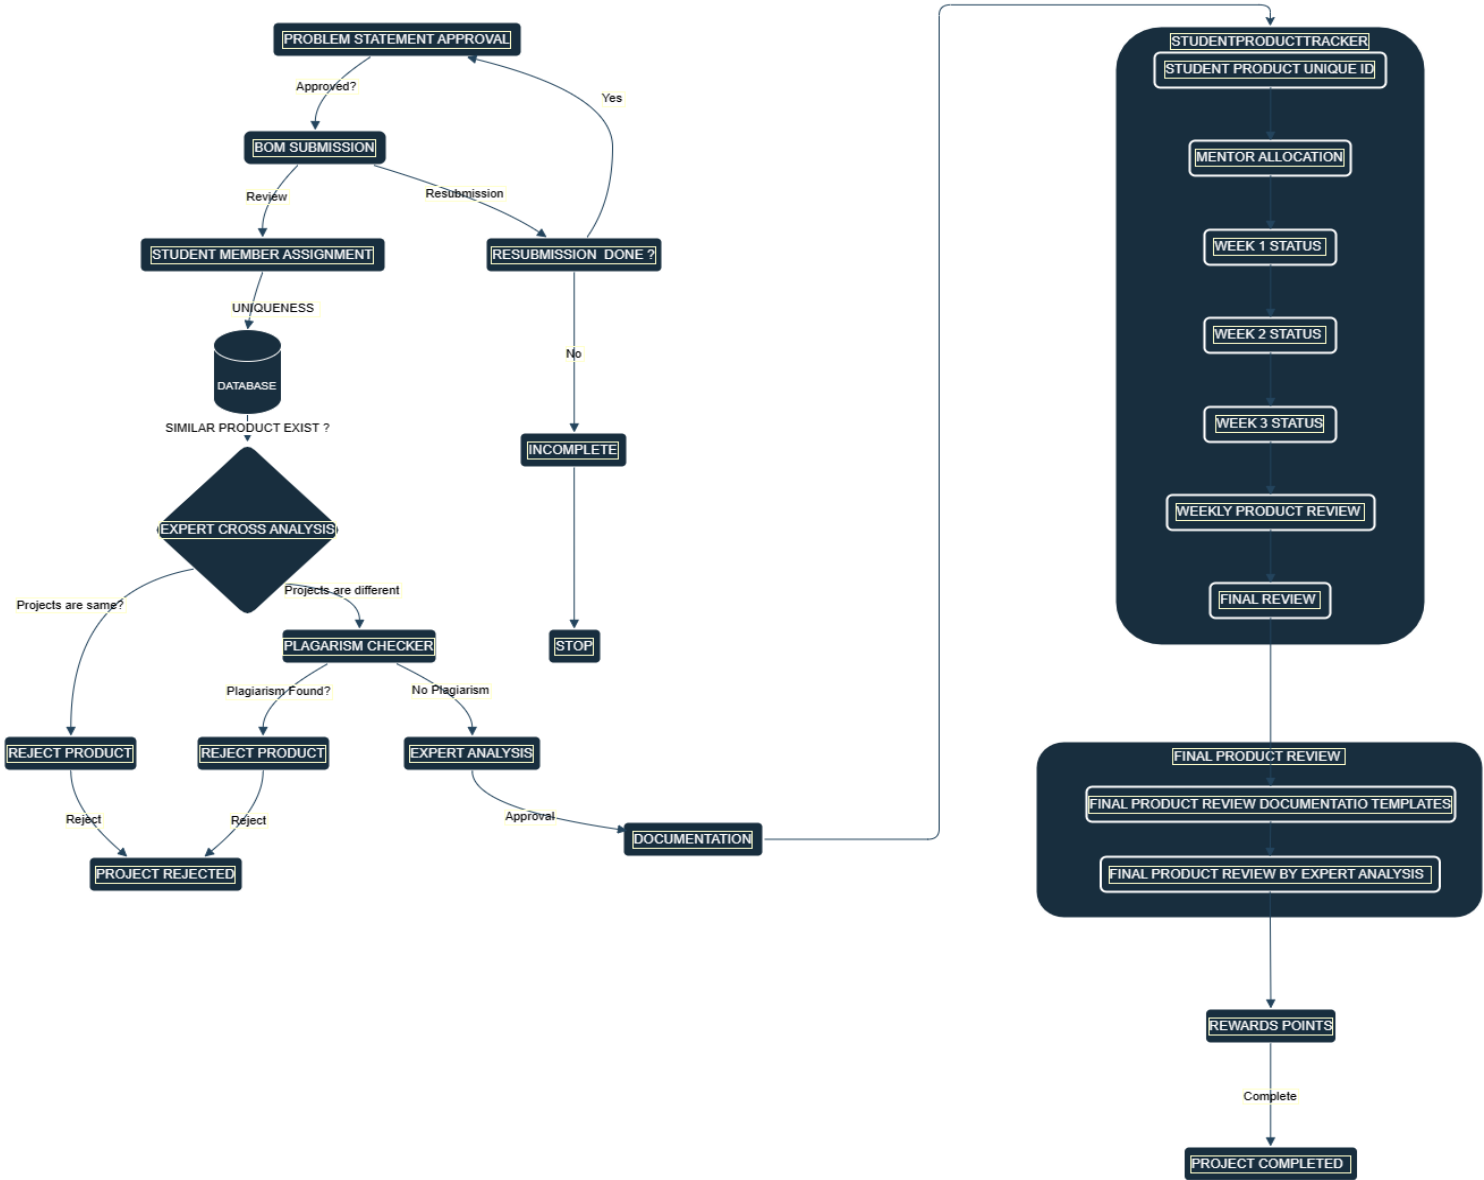 PROBLEM STATEMENT APPROVAL
Approved?
Yes
BOM SUBMISSION
Review
Resubmission
STUDENT MEMBER ASSIGNMENT
RESUBMISSION DONE ?
UNIQUENESS
No
DATABASE
SIMILAR PRODUCT EXIST ?
INCOMPLETE
EXPERT CROSS ANALYSIS
Projects are same?
Projects are different
PLAGARISM CHECKER
STOP
Plagiarism Found?
No Plagiarism
REJECT PRODUCT
REJECT PRODUCT
EXPERT ANALYSIS
Reject
Reject
Approval
DOCUMENTATION
PROJECT REJECTED
STUDENTPRODUCTTRACKER
STUDENT PRODUCT UNIQUE ID
MENTOR ALLOCATION
WEEK 1 STATUS
WEEK 2 STATUS
WEEK 3 STATUS
WEEKLY PRODUCT REVIEW
FINAL REVIEW
FINAL PRODUCT REVIEW
FINAL PRODUCT REVIEW DOCUMENTATIO TEMPLATES
FINAL PRODUCT REVIEW BY EXPERT ANALYSIS
REWARDS POINTS
Complete
PROJECT COMPLETED